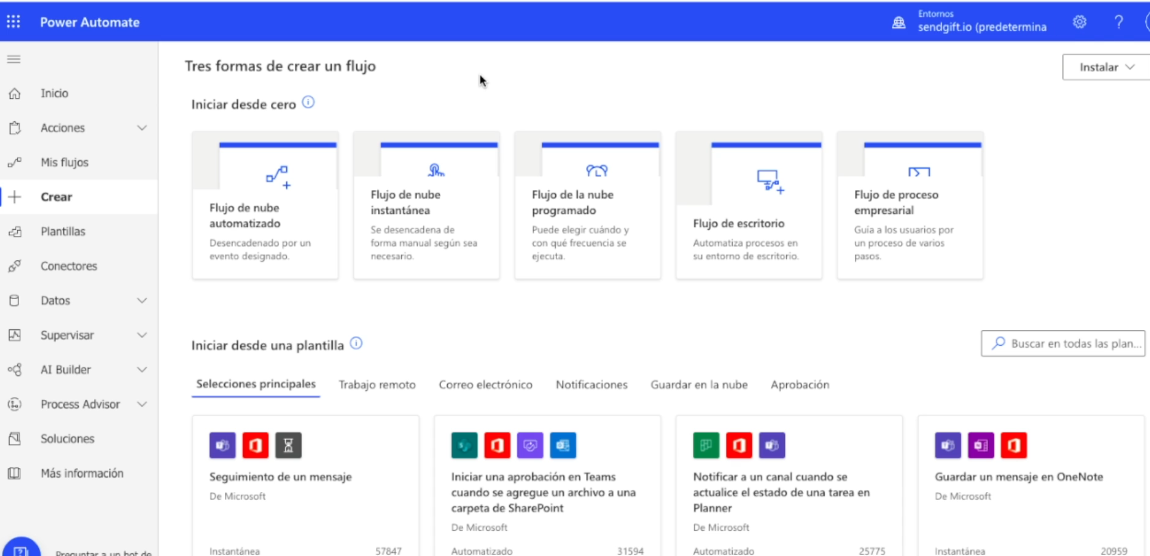 Power Automate
Entornos
sendgift.io (predetermina
?
Tres formas de crear un flujo
Instalar
Inicio
Acciones
Mis flujos
Crear
Plantillas
Conectores
Datos
Supervisar
AI Builder
Process Advisor
Soluciones
Más información
Preguntar a un bot de
Iniciar desde cero
Flujo de nube
automatizado
Desencadenado por un
evento designado.
Flujo de nube
instantánea
Se desencadena de
forma manual según sea
necesario.
Flujo de la nube
programado
Puede elegir cuándo y
con qué frecuencia se
ejecuta.
Flujo de escritorio
Automatiza procesos en
su entorno de escritorio.
Flujo de proceso
empresarial
Guía a los usuarios por
un proceso de varios
pasos.
Iniciar desde una plantilla
Buscar en todas las plan...
Selecciones principales
Trabajo remoto
Correo electrónico
Notificaciones
Guardar en la nube
Aprobación
Seguimiento de un mensaje
De Microsoft
Instantánea
57847
Iniciar una aprobación en Teams
cuando se agregue un archivo a una
carpeta de SharePoint
De Microsoft
Automatizado
31594
Notificar a un canal cuando se
actualice el estado de una tarea en
Planner
De Microsoft
Automatizado
25775
Guardar un mensaje en OneNote
De Microsoft
Instantánea
20959